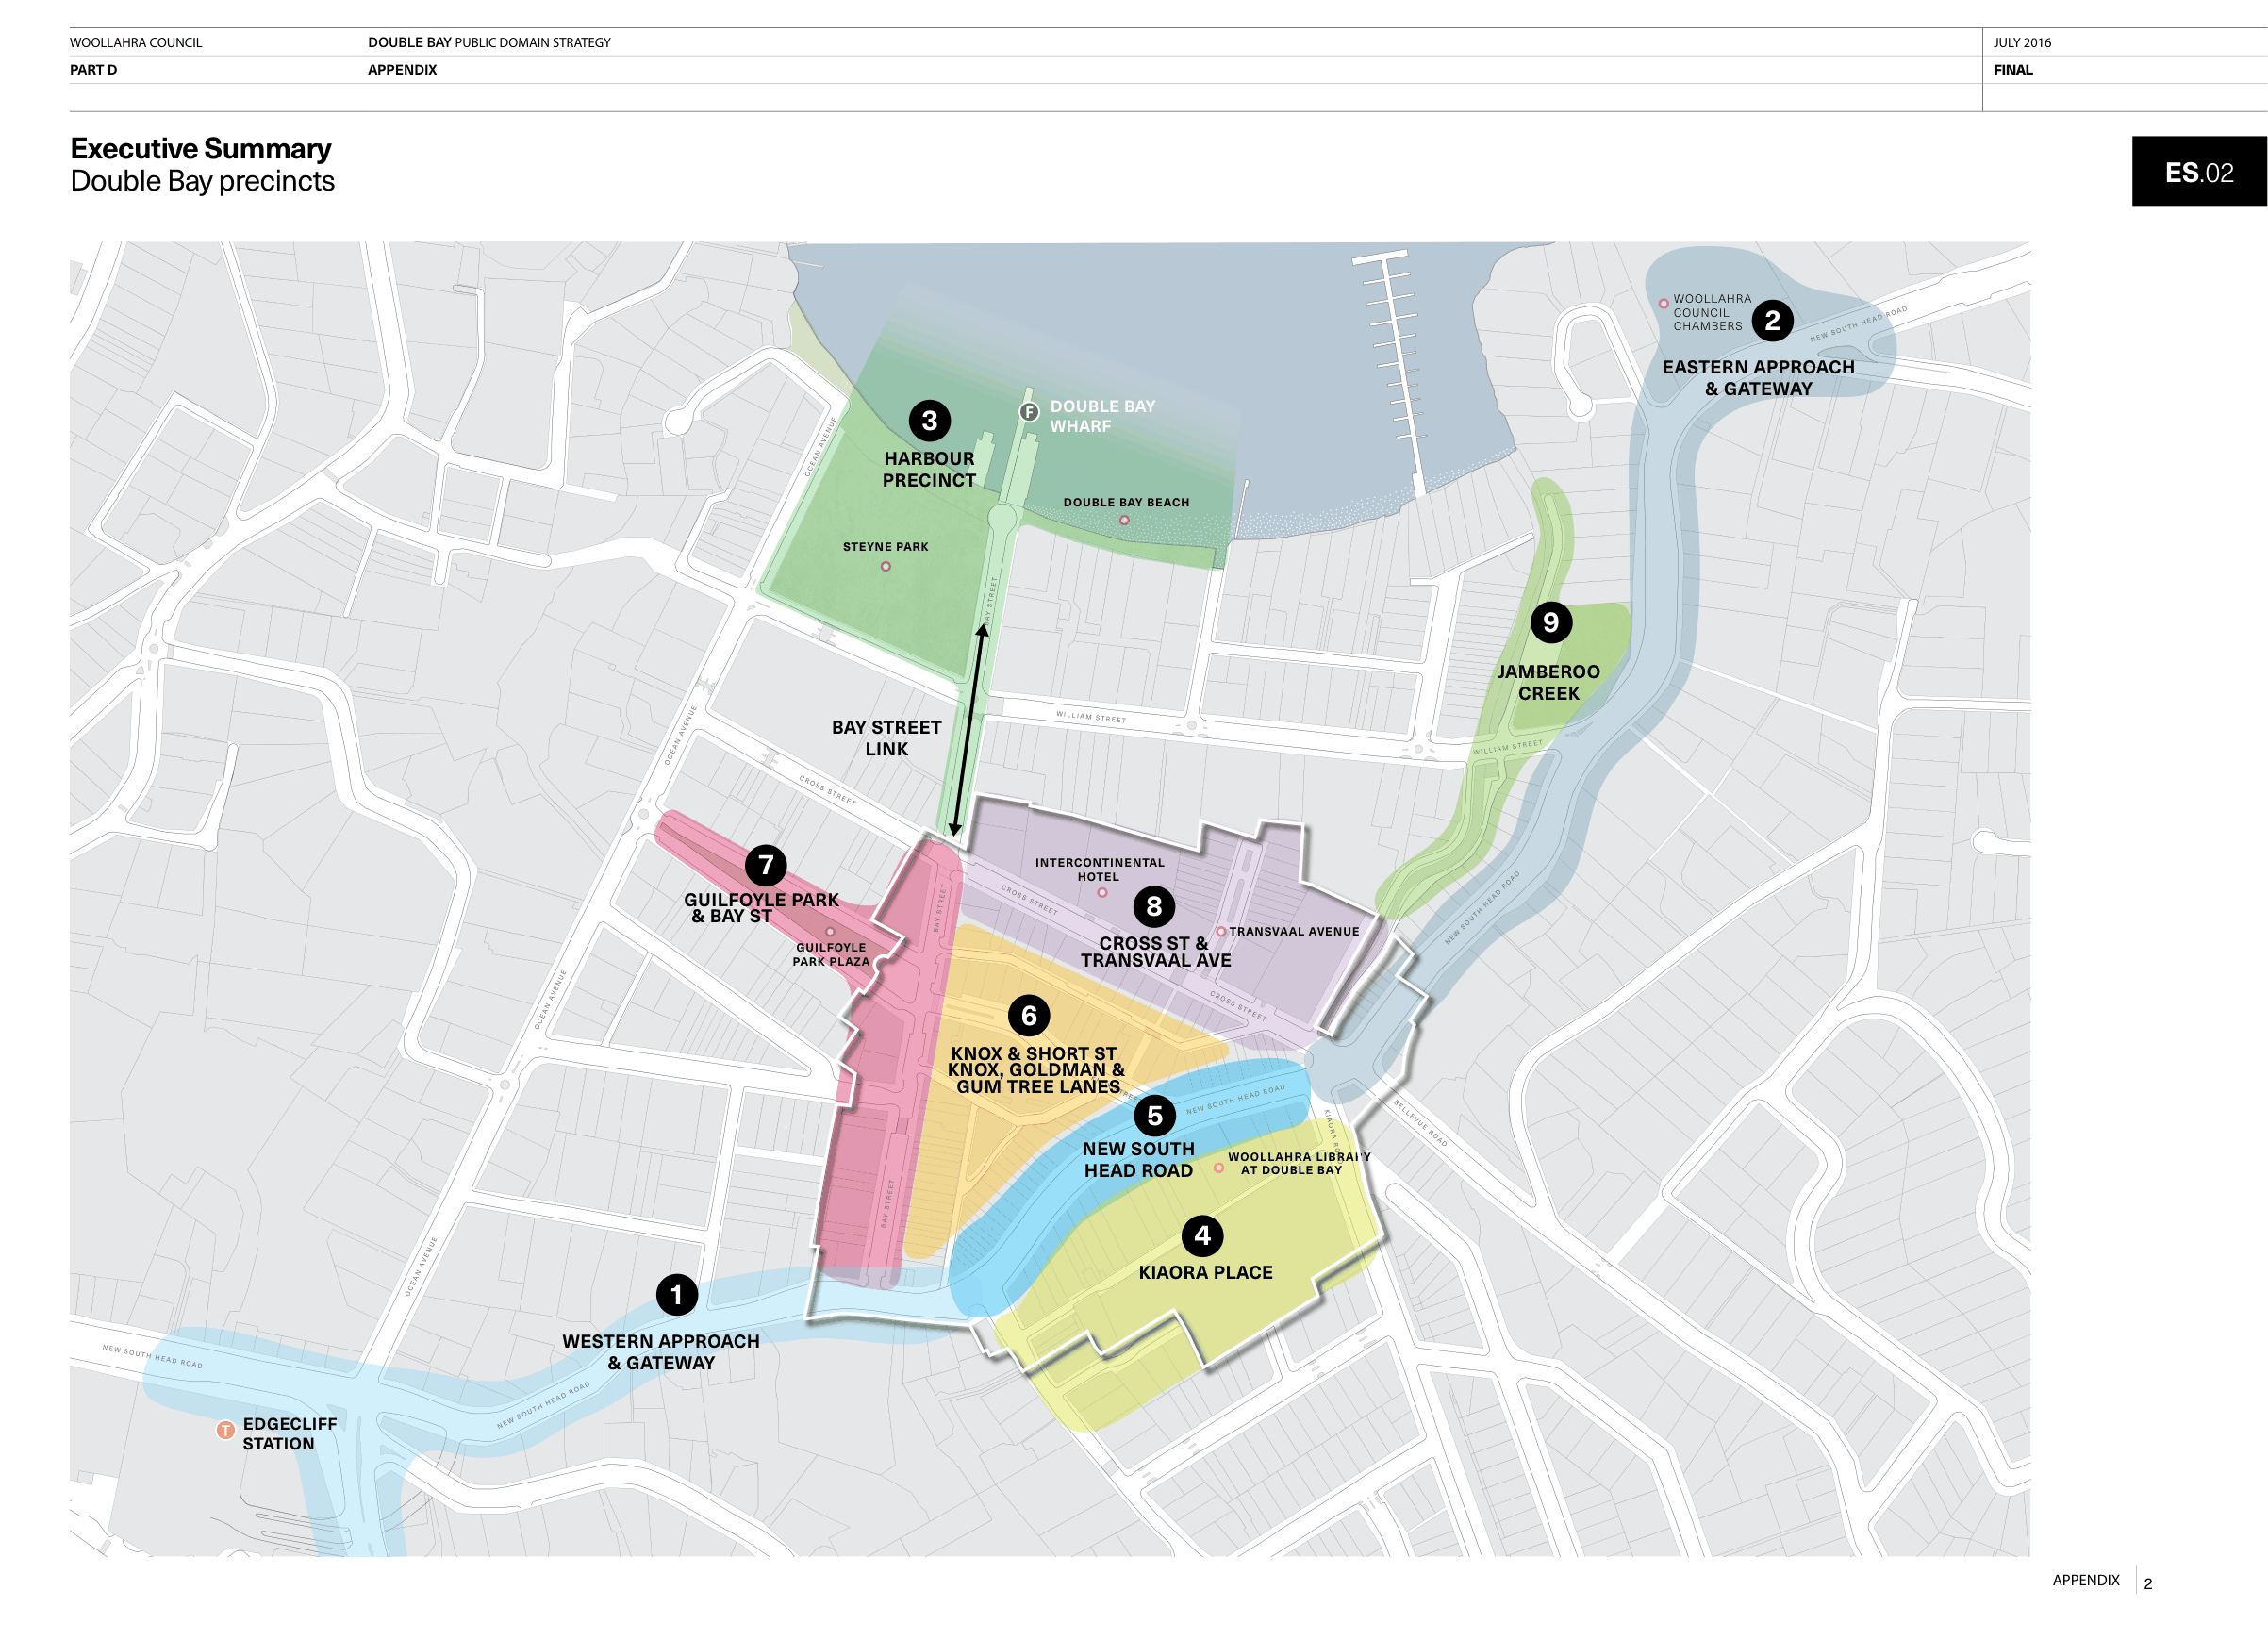 WOOLLAHRA COUNCIL
DOUBLE BAY PUBLIC DOMAIN STRATEGY
JULY 2016
PART D
APPENDIX
FINAL
Executive Summary
Double Bay precincts
ES.02
WOOLLAHRA
COUNCIL
CHAMBERS
2
NEW SOUTH HEAD ROAD
EASTERN APPROACH
& GATEWAY
3
HARBOUR
PRECINCT
F
DOUBLE BAY
WHARF
OCEAN AVENUE
DOUBLE BAY BEACH
STEYNE PARK
BAY STREET
9
JAMBEROO
CREEK
BAY STREET
LINK
WILLIAM STREET
WILLIAM STREET
OCEAN AVENUE
CROSS STREET
7
GUILFOYLE PARK
& BAY ST
GUILFOYLE
PARK PLAZA
BAY STREET
INTERCONTINENTAL
HOTEL
CROSS STREET
8
TRANSVAAL AVENUE
CROSS ST &
TRANSVAAL AVE
CROSS STREET
NEW SOUTH HEAD ROAD
OCEAN AVENUE
6
KNOX & SHORT ST
KNOX, GOLDMAN &
GUM TREE LANES
5
NEW SOUTH HEAD ROAD
NEW SOUTH
HEAD ROAD
KIAORA
BELLEVUE ROAD
WOOLLAHRA LIBRARY
AT DOUBLE BAY
BAY STREET
4
KIAORA PLACE
OCEAN AVENUE
1
WESTERN APPROACH
& GATEWAY
NEW SOUTH HEAD ROAD
NEW SOUTH HEAD ROAD
T
EDGECLIFF
STATION
APPENDIX
2